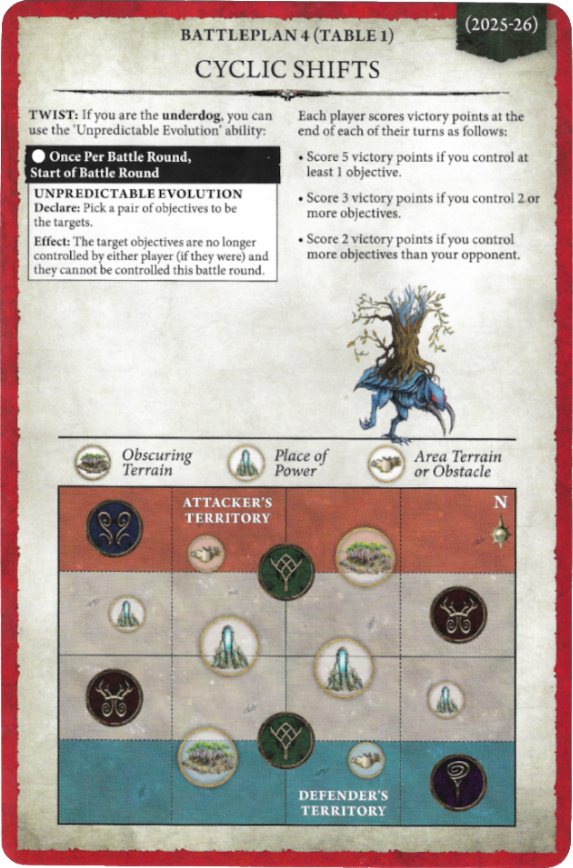 (2025-26)
BATTLEPLAN 4 (TABLE 1)
CYCLIC SHIFTS
TWIST: If you are the underdog, you can
use the ‘Unpredictable Evolution’ ability:
Once Per Battle Round,
Start of Battle Round
UNPREDICTABLE EVOLUTION
Declare: Pick a pair of objectives to be
the targets.
Effect: The target objectives are no longer
controlled by either player (if they were) and
they cannot be controlled this battle round.
Each player scores victory points at the
end of each of their turns as follows:
• Score 5 victory points if you control at
least 1 objective.
• Score 3 victory points if you control 2 or
more objectives.
• Score 2 victory points if you control
more objectives than your opponent.
Obscuring
Terrain
Place of
Power
Area Terrain
or Obstacle
ATTACKER'S
TERRITORY
N
DEFENDER'S
TERRITORY